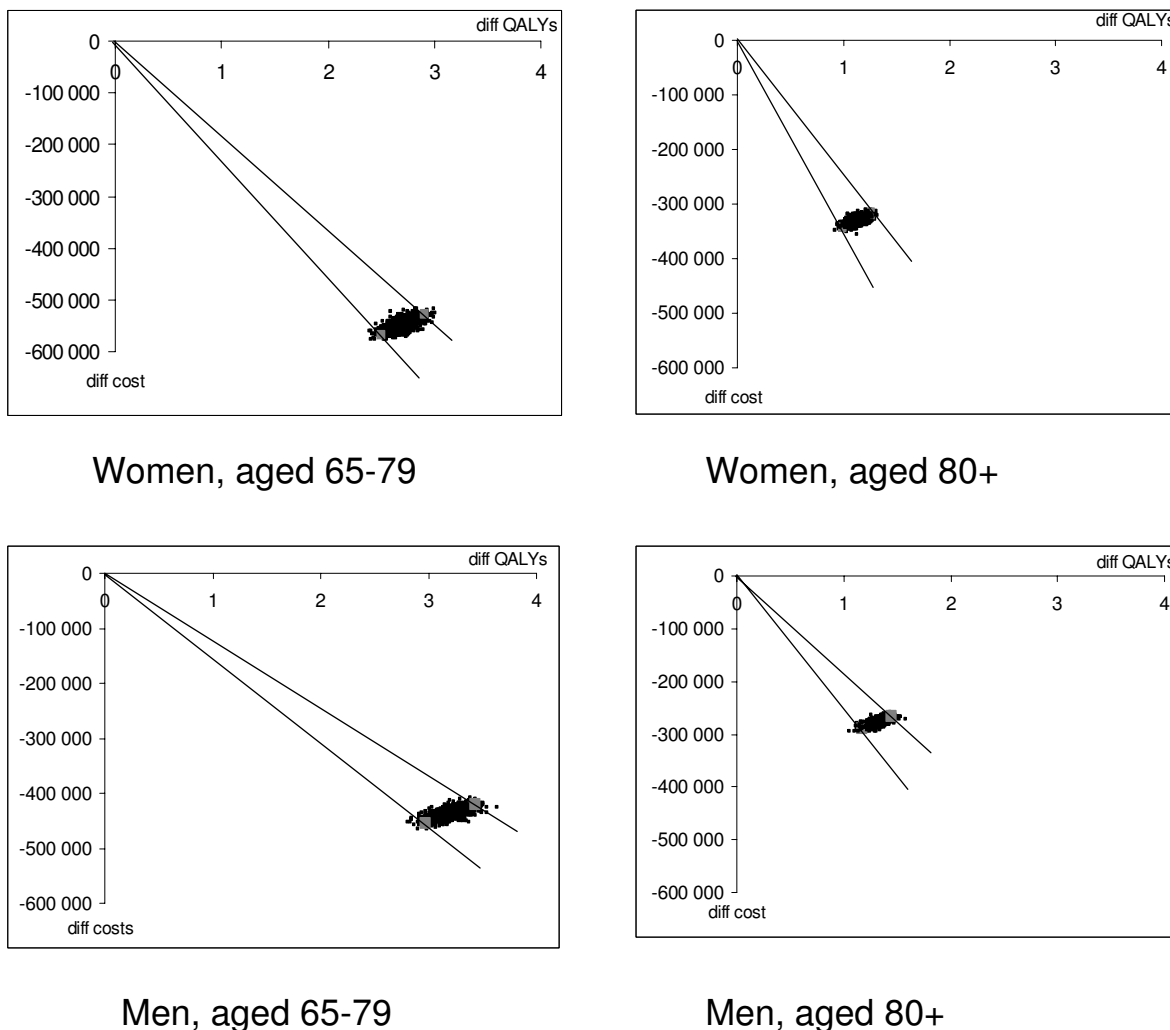 diff QALYs
0
0 1 2 3 4
-100 000
-200 000
-300 000
-400 000
-500 000
-600 000
diff cost
Women, aged 65-79
diff QALYs
0
0 1 2 3 4
-100 000
-200 000
-300 000
-400 000
-500 000
-600 000
diff cost
Women, aged 80+
diff QALYs
0
0 1 2 3 4
-100 000
-200 000
-300 000
-400 000
-500 000
-600 000
diff costs
Men, aged 65-79
diff QALYs
0
0 1 2 3 4
-100 000
-200 000
-300 000
-400 000
-500 000
-600 000
diff cost
Men, aged 80+